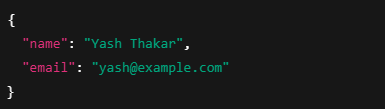 {
  "name": "Yash Thakar",
  "email": "yash@example.com"
}